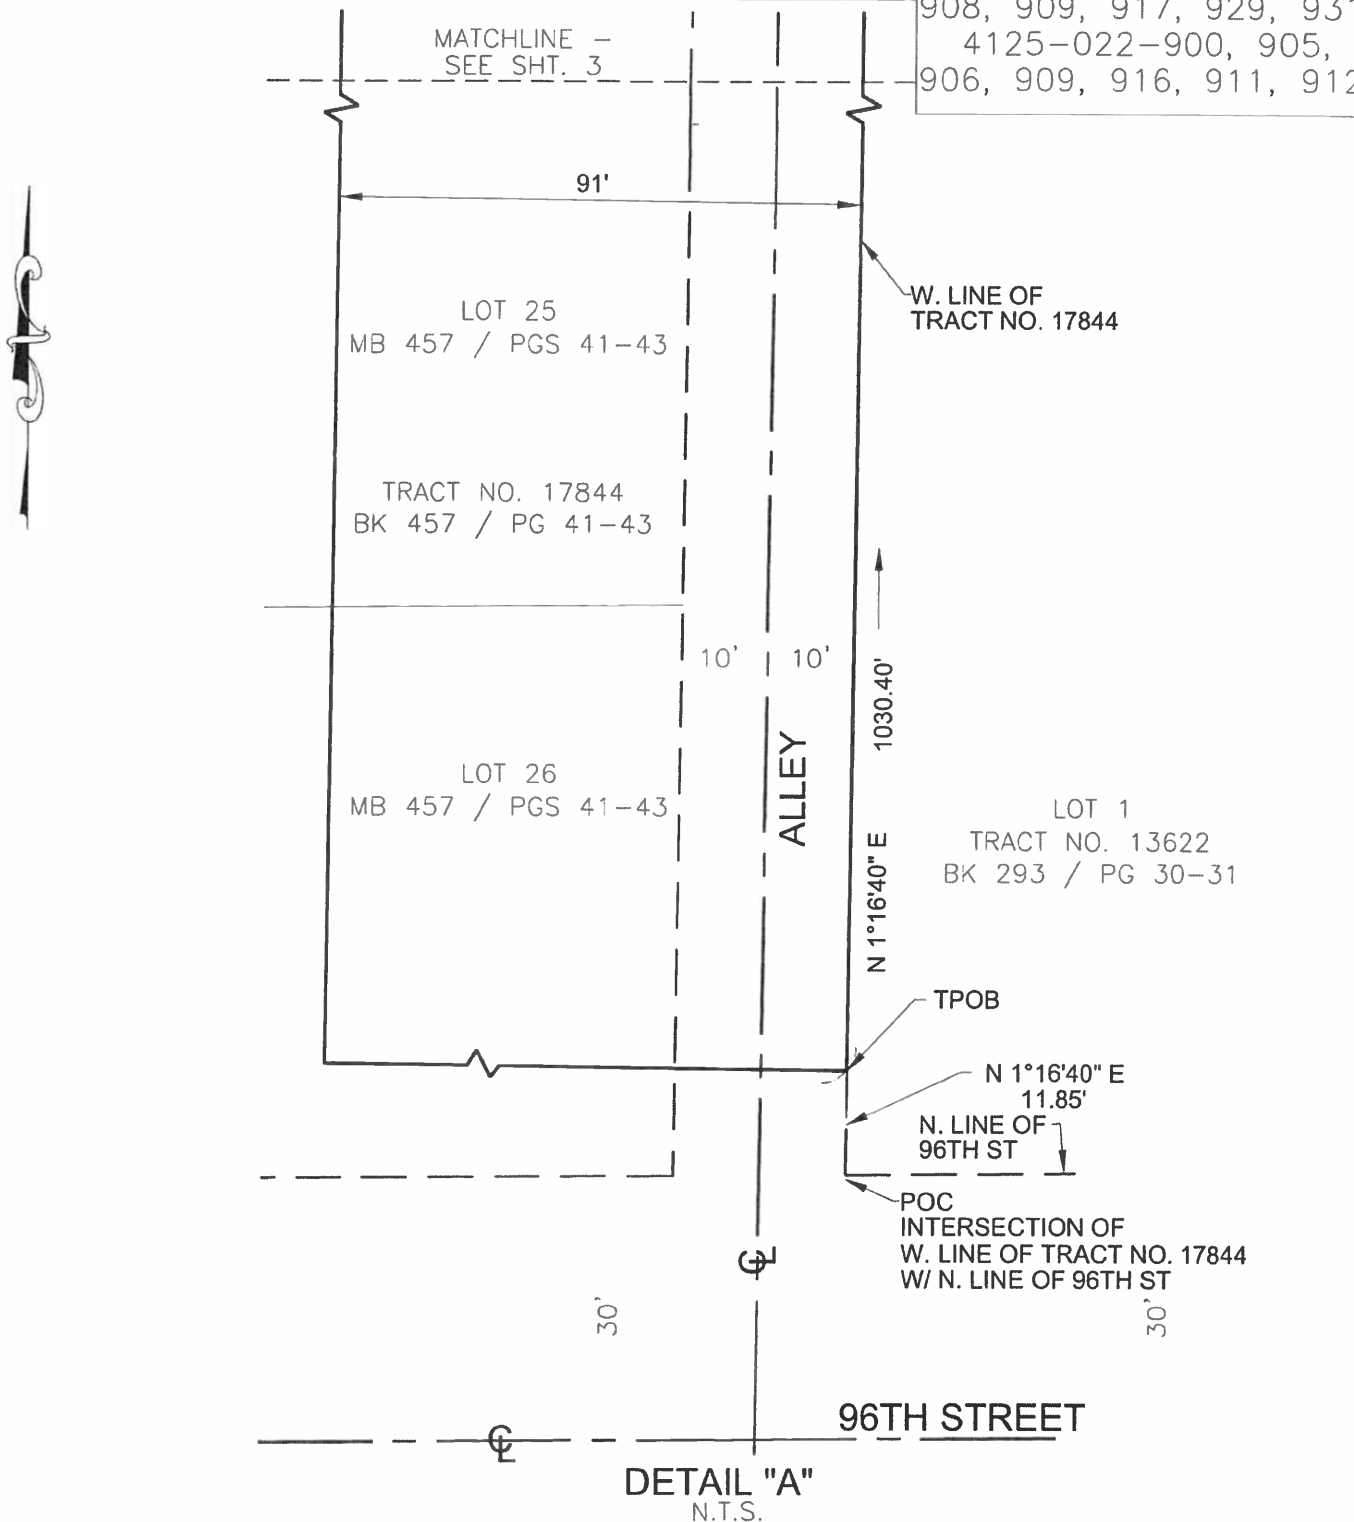 908, 909, 917, 929, 931
4125-022-900, 905,
906, 909, 916, 911, 912
MATCHLINE -
SEE SHT. 3
91'
W. LINE OF
TRACT NO. 17844
LOT 25
MB 457 / PGS 41-43
TRACT NO. 17844
BK 457 / PG 41-43
10' 10'
1030.40'
N 1°16'40" E
ALLEY
LOT 26
MB 457 / PGS 41-43
LOT 1
TRACT NO. 13622
BK 293 / PG 30-31
TPOB
N 1°16'40" E
11.85'
N. LINE OF
96TH ST
POC
INTERSECTION OF
W. LINE OF TRACT NO. 17844
W/ N. LINE OF 96TH ST
CL
30'
30'
96TH STREET
CL
DETAIL "A"
N.T.S.